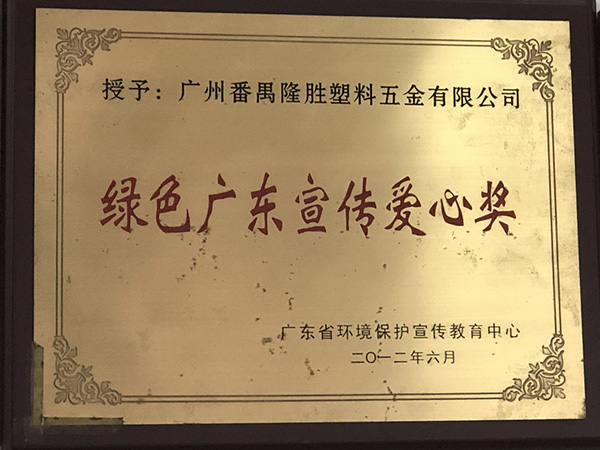 授予：广州番禺隆胜塑料五金有限公司
绿色广东宣传爱心奖
广东省环境保护宣传教育中心
二〇一二年六月